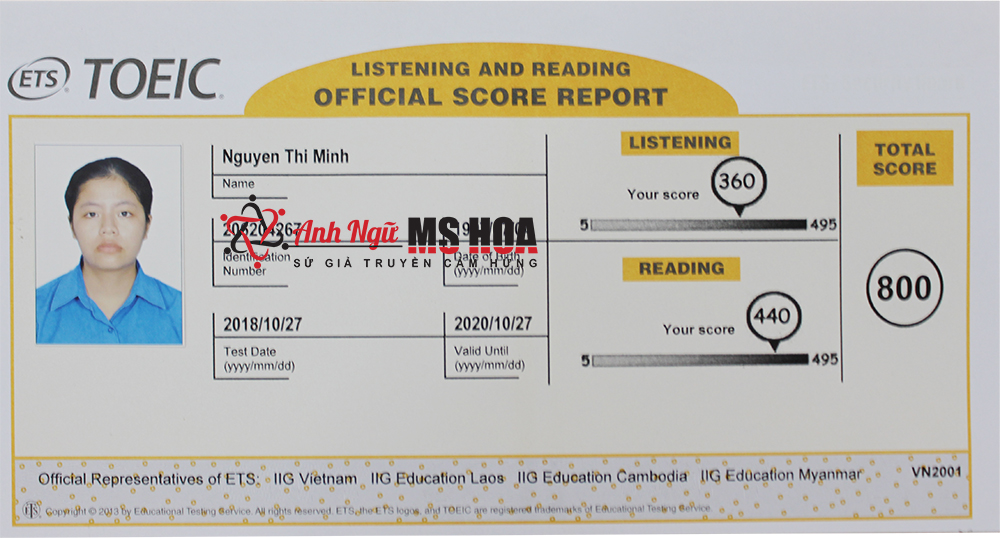 ETS TOEIC
LISTENING AND READING
OFFICIAL SCORE REPORT
Nguyen Thi Minh
Name
Identification
Number
Date of Birth
(yyyy/mm/dd)
Anh Ngữ MS HOA
SỨ GIẢ TRUYỀN CẢM HỨNG
2018/10/27
Test Date
(yyyy/mm/dd)
2020/10/27
Valid Until
(yyyy/mm/dd)
LISTENING
Your score 360
5 495
READING
Your score 440
5 495
TOTAL
SCORE
800
Official Representatives of ETS: IIG Vietnam IIG Education Laos IIG Education Cambodia IIG Education Myanmar VN2001
ETS Copyright © 2013 by Educational Testing Service. All rights reserved. ETS, the ETS logos, and TOEIC are registered trademarks of Educational Testing Service.